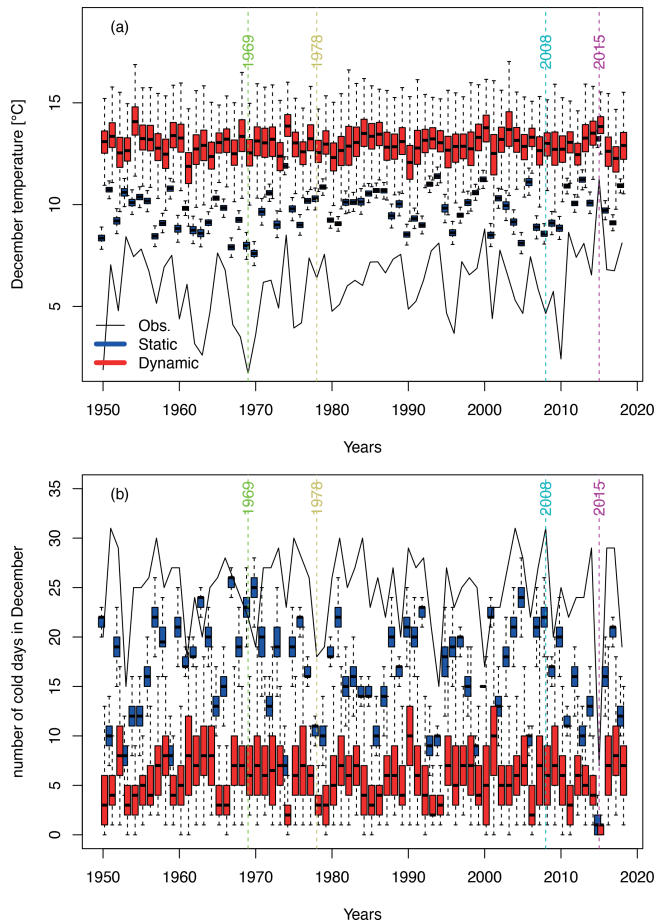 (a)
1969
1978
2008
2015
December temperature [°C]
15
10
5
Obs.
Static
Dynamic
1950 1960 1970 1980 1990 2000 2010 2020
Years
(b)
1969
1978
2008
2015
number of cold days in December
35
30
25
20
15
10
5
0
1950 1960 1970 1980 1990 2000 2010 2020
Years